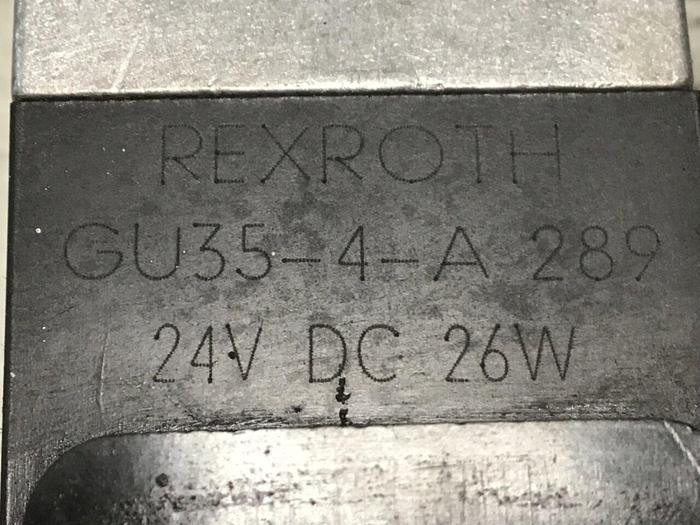 REXROTH
GU35-4-A 289
24V DC 26W